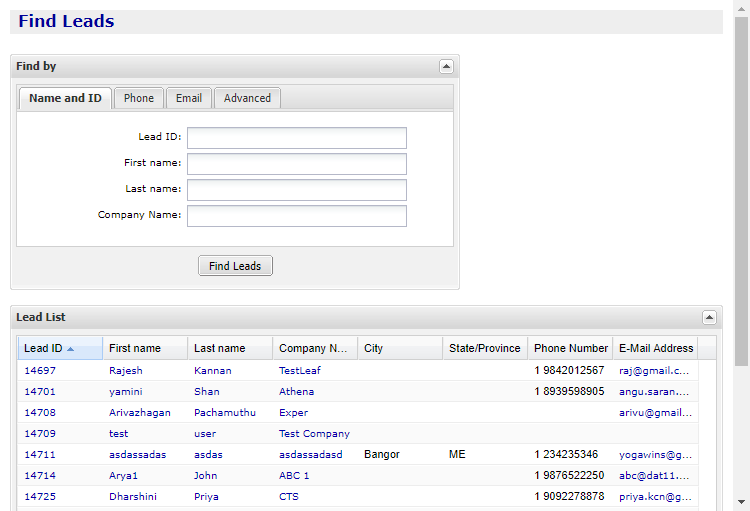 Find Leads
Find by
Name and ID Phone Email Advanced
Lead ID:
First name:
Last name:
Company Name:
Find Leads
Lead List
Lead ID First name Last name Company N... City State/Province Phone Number E-Mail Address
14697 Rajesh Kannan TestLeaf 1 9842012567 raj@gmail.c...
14701 yamini Shan Athena 1 8939598905 angu.saran....
14708 Arivazhagan Pachamuthu Exper arivu@gmail...
14709 test user Test Company
14711 asdassadas asdas asdassadasd Bangor ME 1 234235346 yogawins@g...
14714 Arya1 John ABC 1 1 9876522250 abc@dat11....
14725 Dharshini Priya CTS 1 9092278878 priya.kcn@g...